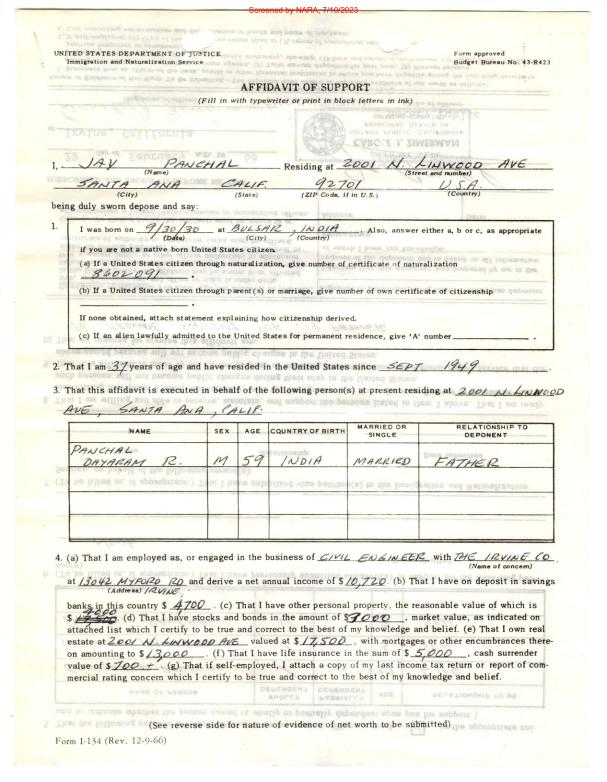 Screened by NARA, 7/10/2023
UNITED STATES DEPARTMENT OF JUSTICE
Immigration and Naturalization Service
Form approved
Budget Bureau No. 43-R423
AFFIDAVIT OF SUPPORT
(Fill in with typewriter or print in block letters in ink)
I, JAY PANCHAL Residing at 2001 N. LINWOOD AVE
(Name) (Street and number)
SANTA ANA CALIF. 92701 U.S.A.
(City) (State) (ZIP Code, if in U.S.) (Country)
being duly sworn depose and say:
1. I was born on 9/30/30 at BULSAR, INDIA. Also, answer either a, b, or c, as appropriate
(Date) (City) (Country)
if you are not a native born United States citizen.
(a) If a United States citizen through naturalization, give number of certificate of naturalization
8602091.
(b) If a United States citizen through parent(s) or marriage, give number of own certificate of citizenship
If none obtained, attach statement explaining how citizenship derived.
(c) If an alien lawfully admitted to the United States for permanent residence, give 'A' number
2. That I am 37 years of age and have resided in the United States since SEPT. 1949
3. That this affidavit is executed in behalf of the following person(s) at present residing at 2001 N. LINWOOD
AVE, SANTA ANA, CALIF.
NAME SEX AGE COUNTRY OF BIRTH MARRIED OR SINGLE RELATIONSHIP TO DEPONENT
PANCHAL
DAYARAM R. M 59 INDIA MARRIED FATHER
4. (a) That I am employed as, or engaged in the business of CIVIL ENGINEER with THE IRVINE CO
(Name of concern)
at 13042 MYFORD RD and derive a net annual income of $10,720 (b) That I have on deposit in savings
(Address) IRVINE.
banks in this country $ 4700. (c) That I have other personal property, the reasonable value of which is
4000
$ 17,500. (d) That I have stocks and bonds in the amount of $3000, market value, as indicated on
attached list which I certify to be true and correct to the best of my knowledge and belief. (e) That I own real
estate at 2001 N. LINWOOD AVE valued at $17,500, with mortgages or other encumbrances there-
on amounting to $13,000. (f) That I have life insurance in the sum of $ 5,000, cash surrender
value of $700 +. (g) That if self-employed, I attach a copy of my last income tax return or report of com-
mercial rating concern which I certify to be true and correct to the best of my knowledge and belief.
(See reverse side for nature of evidence of net worth to be submitted)
Form I-134 (Rev. 12-9-66)